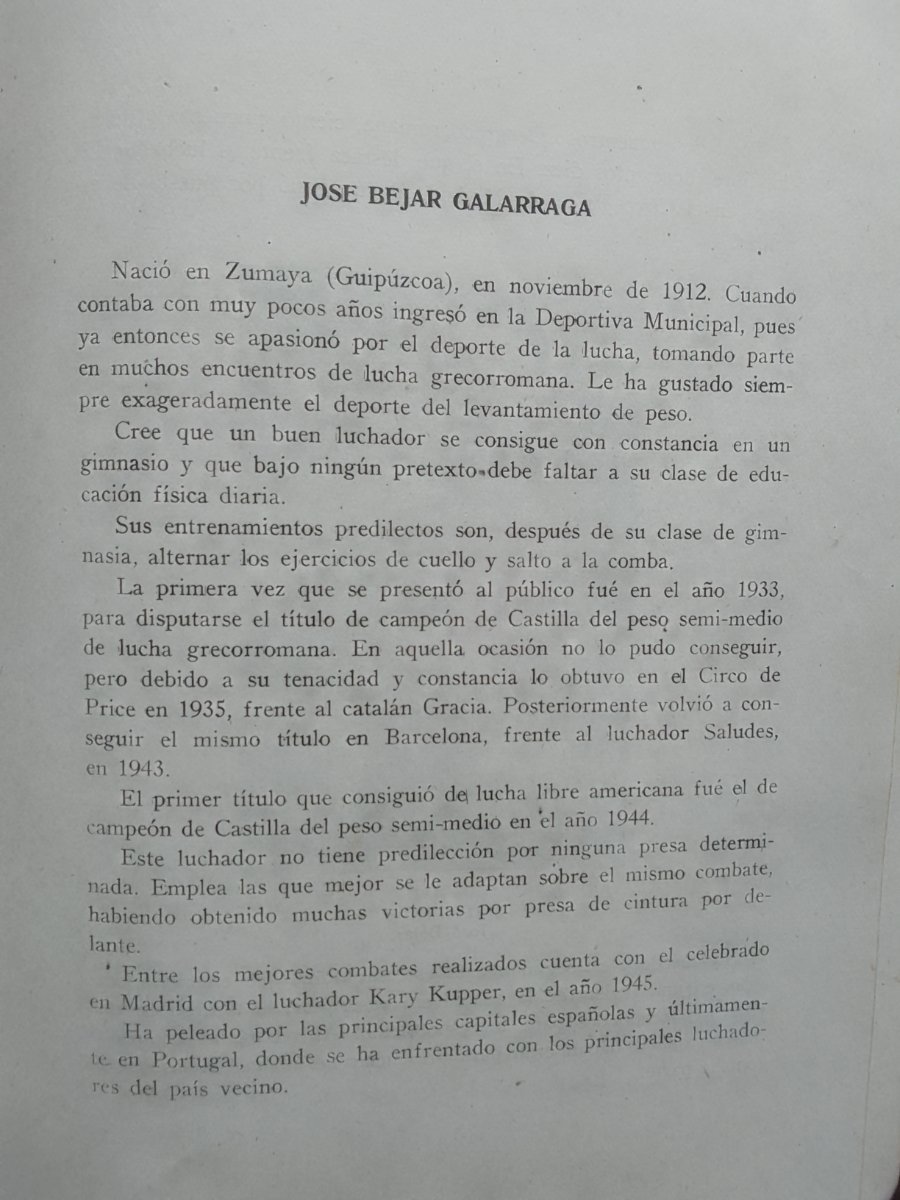 JOSE BEJAR GALARRAGA
Nació en Zumaya (Guipúzcoa), en noviembre de 1912. Cuando
contaba con muy pocos años ingresó en la Deportiva Municipal, pues
ya entonces se apasionó por el deporte de la lucha, tomando parte
en muchos encuentros de lucha grecorromana. Le ha gustado siem-
pre exageradamente el deporte del levantamiento de peso.
Cree que un buen luchador se consigue con constancia en un
gimnasio y que bajo ningún pretexto debe faltar a su clase de edu-
cación física diaria.
Sus entrenamientos predilectos son, después de su clase de gim-
nasia, alternar los ejercicios de cuello y salto a la comba.
La primera vez que se presentó al público fué en el año 1933,
para disputarse el título de campeón de Castilla del peso semi-medio
de lucha grecorromana. En aquella ocasión no lo pudo conseguir,
pero debido a su tenacidad y constancia lo obtuvo en el Circo de
Price en 1935, frente al catalán Gracia. Posteriormente volvió a con-
seguir el mismo título en Barcelona, frente al luchador Saludes,
en 1943.
El primer título que consiguió de lucha libre americana fué el de
campeón de Castilla del peso semi-medio en el año 1944.
Este luchador no tiene predilección por ninguna presa determi-
nada. Emplea las que mejor se le adaptan sobre el mismo combate,
habiendo obtenido muchas victorias por presa de cintura por de-
lante.
Entre los mejores combates realizados cuenta con el celebrado
en Madrid con el luchador Kary Kupper, en el año 1945.
Ha peleado por las principales capitales españolas y últimamen-
te en Portugal, donde se ha enfrentado con los principales luchado-
res del país vecino.